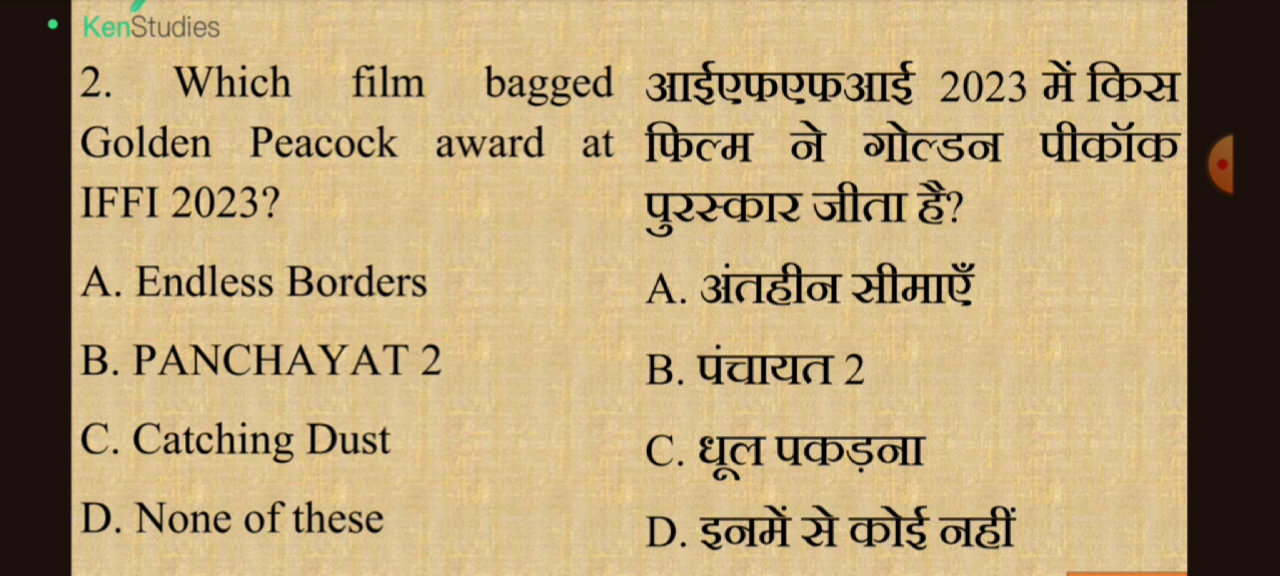 KenStudies
2. Which film bagged
Golden Peacock award at
IFFI 2023?
A. Endless Borders
B. PANCHAYAT 2
C. Catching Dust
D. None of these
आईएफएफआई 2023 में किस
फिल्म ने गोल्डन पीकॉक
पुरस्कार जीता है?
A. अंतहीन सीमाएँ
B. पंचायत 2
C. धूल पकड़ना
D. इनमें से कोई नहीं